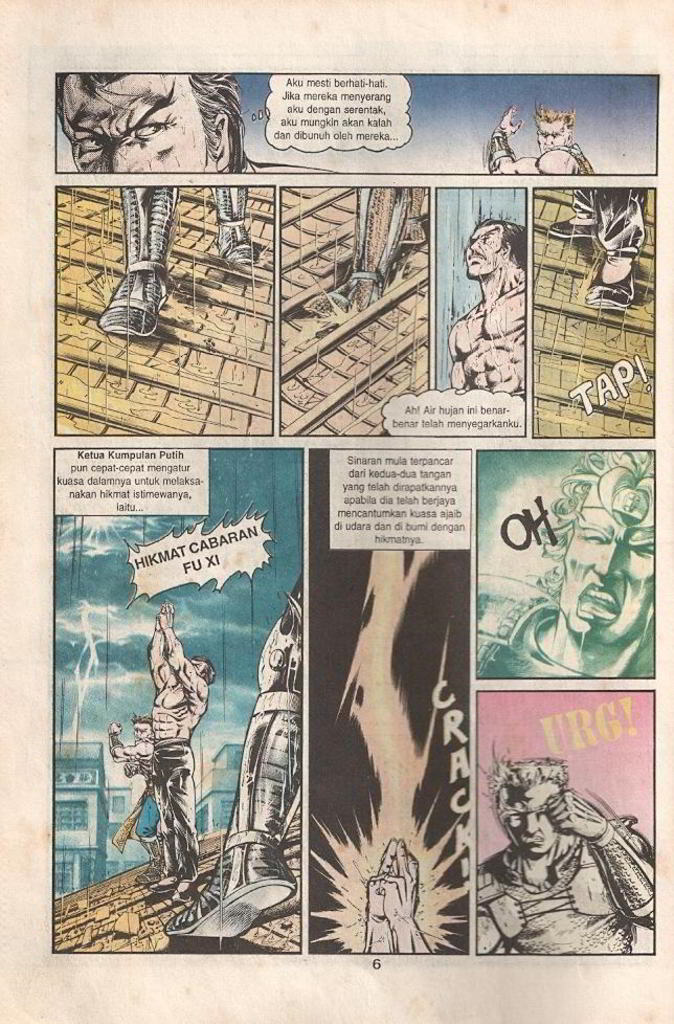 Aku mesti berhati-hati.
Jika mereka menyerang
aku dengan serentak,
aku mungkin akan kalah
dan dibunuh oleh mereka...
Ah! Air hujan ini benar-
benar telah menyegarkanku.
TAP!
Ketua Kumpulan Putih
pun cepat-cepat mengatur
kuasa dalamnya untuk melaksa-
nakan hikmat istimewanya,
iaitu...
HIKMAT CABARAN
FU XI
Sinaran mula terpancar
dari kedua-dua tangan
yang telah dirapatkannya
apabila dia telah berjaya
mencantumkan kuasa ajaib
di udara dan di bumi dengan
hikmatnya.
CRACK!
OH
URG!
6